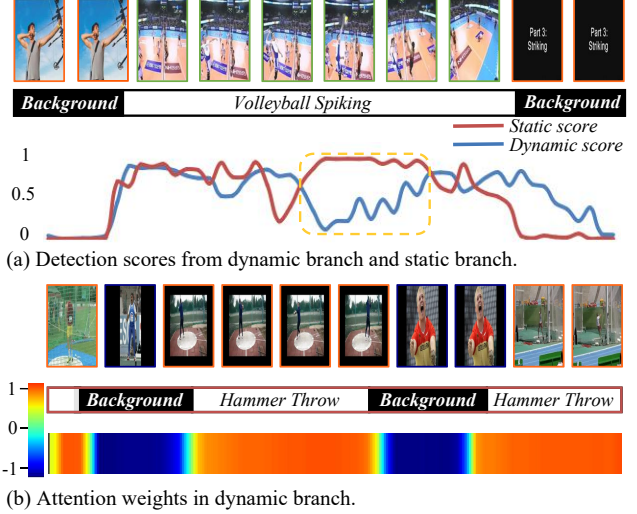 Part 3:
Striking
Part 3:
Striking
Background
Volleyball Spiking
Background
Static score
Dynamic score
1
0.5
0
(a) Detection scores from dynamic branch and static branch.
Background
Hammer Throw
Background
Hammer Throw
1
0
-1
(b) Attention weights in dynamic branch.